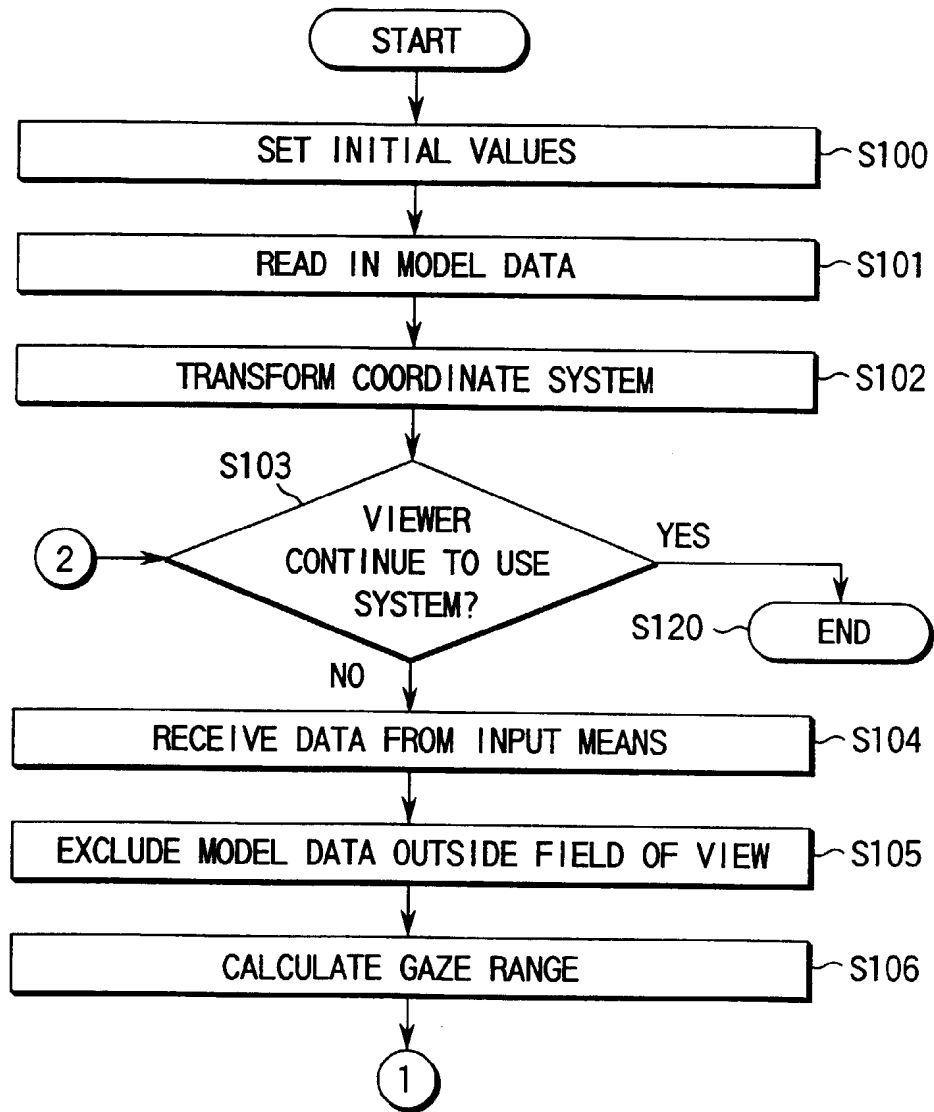 START
SET INITIAL VALUES
S100
READ IN MODEL DATA
S101
TRANSFORM COORDINATE SYSTEM
S102
S103
VIEWER
CONTINUE TO USE
SYSTEM?
2
YES
S120
END
NO
RECEIVE DATA FROM INPUT MEANS
S104
EXCLUDE MODEL DATA OUTSIDE FIELD OF VIEW
S105
CALCULATE GAZE RANGE
S106
1